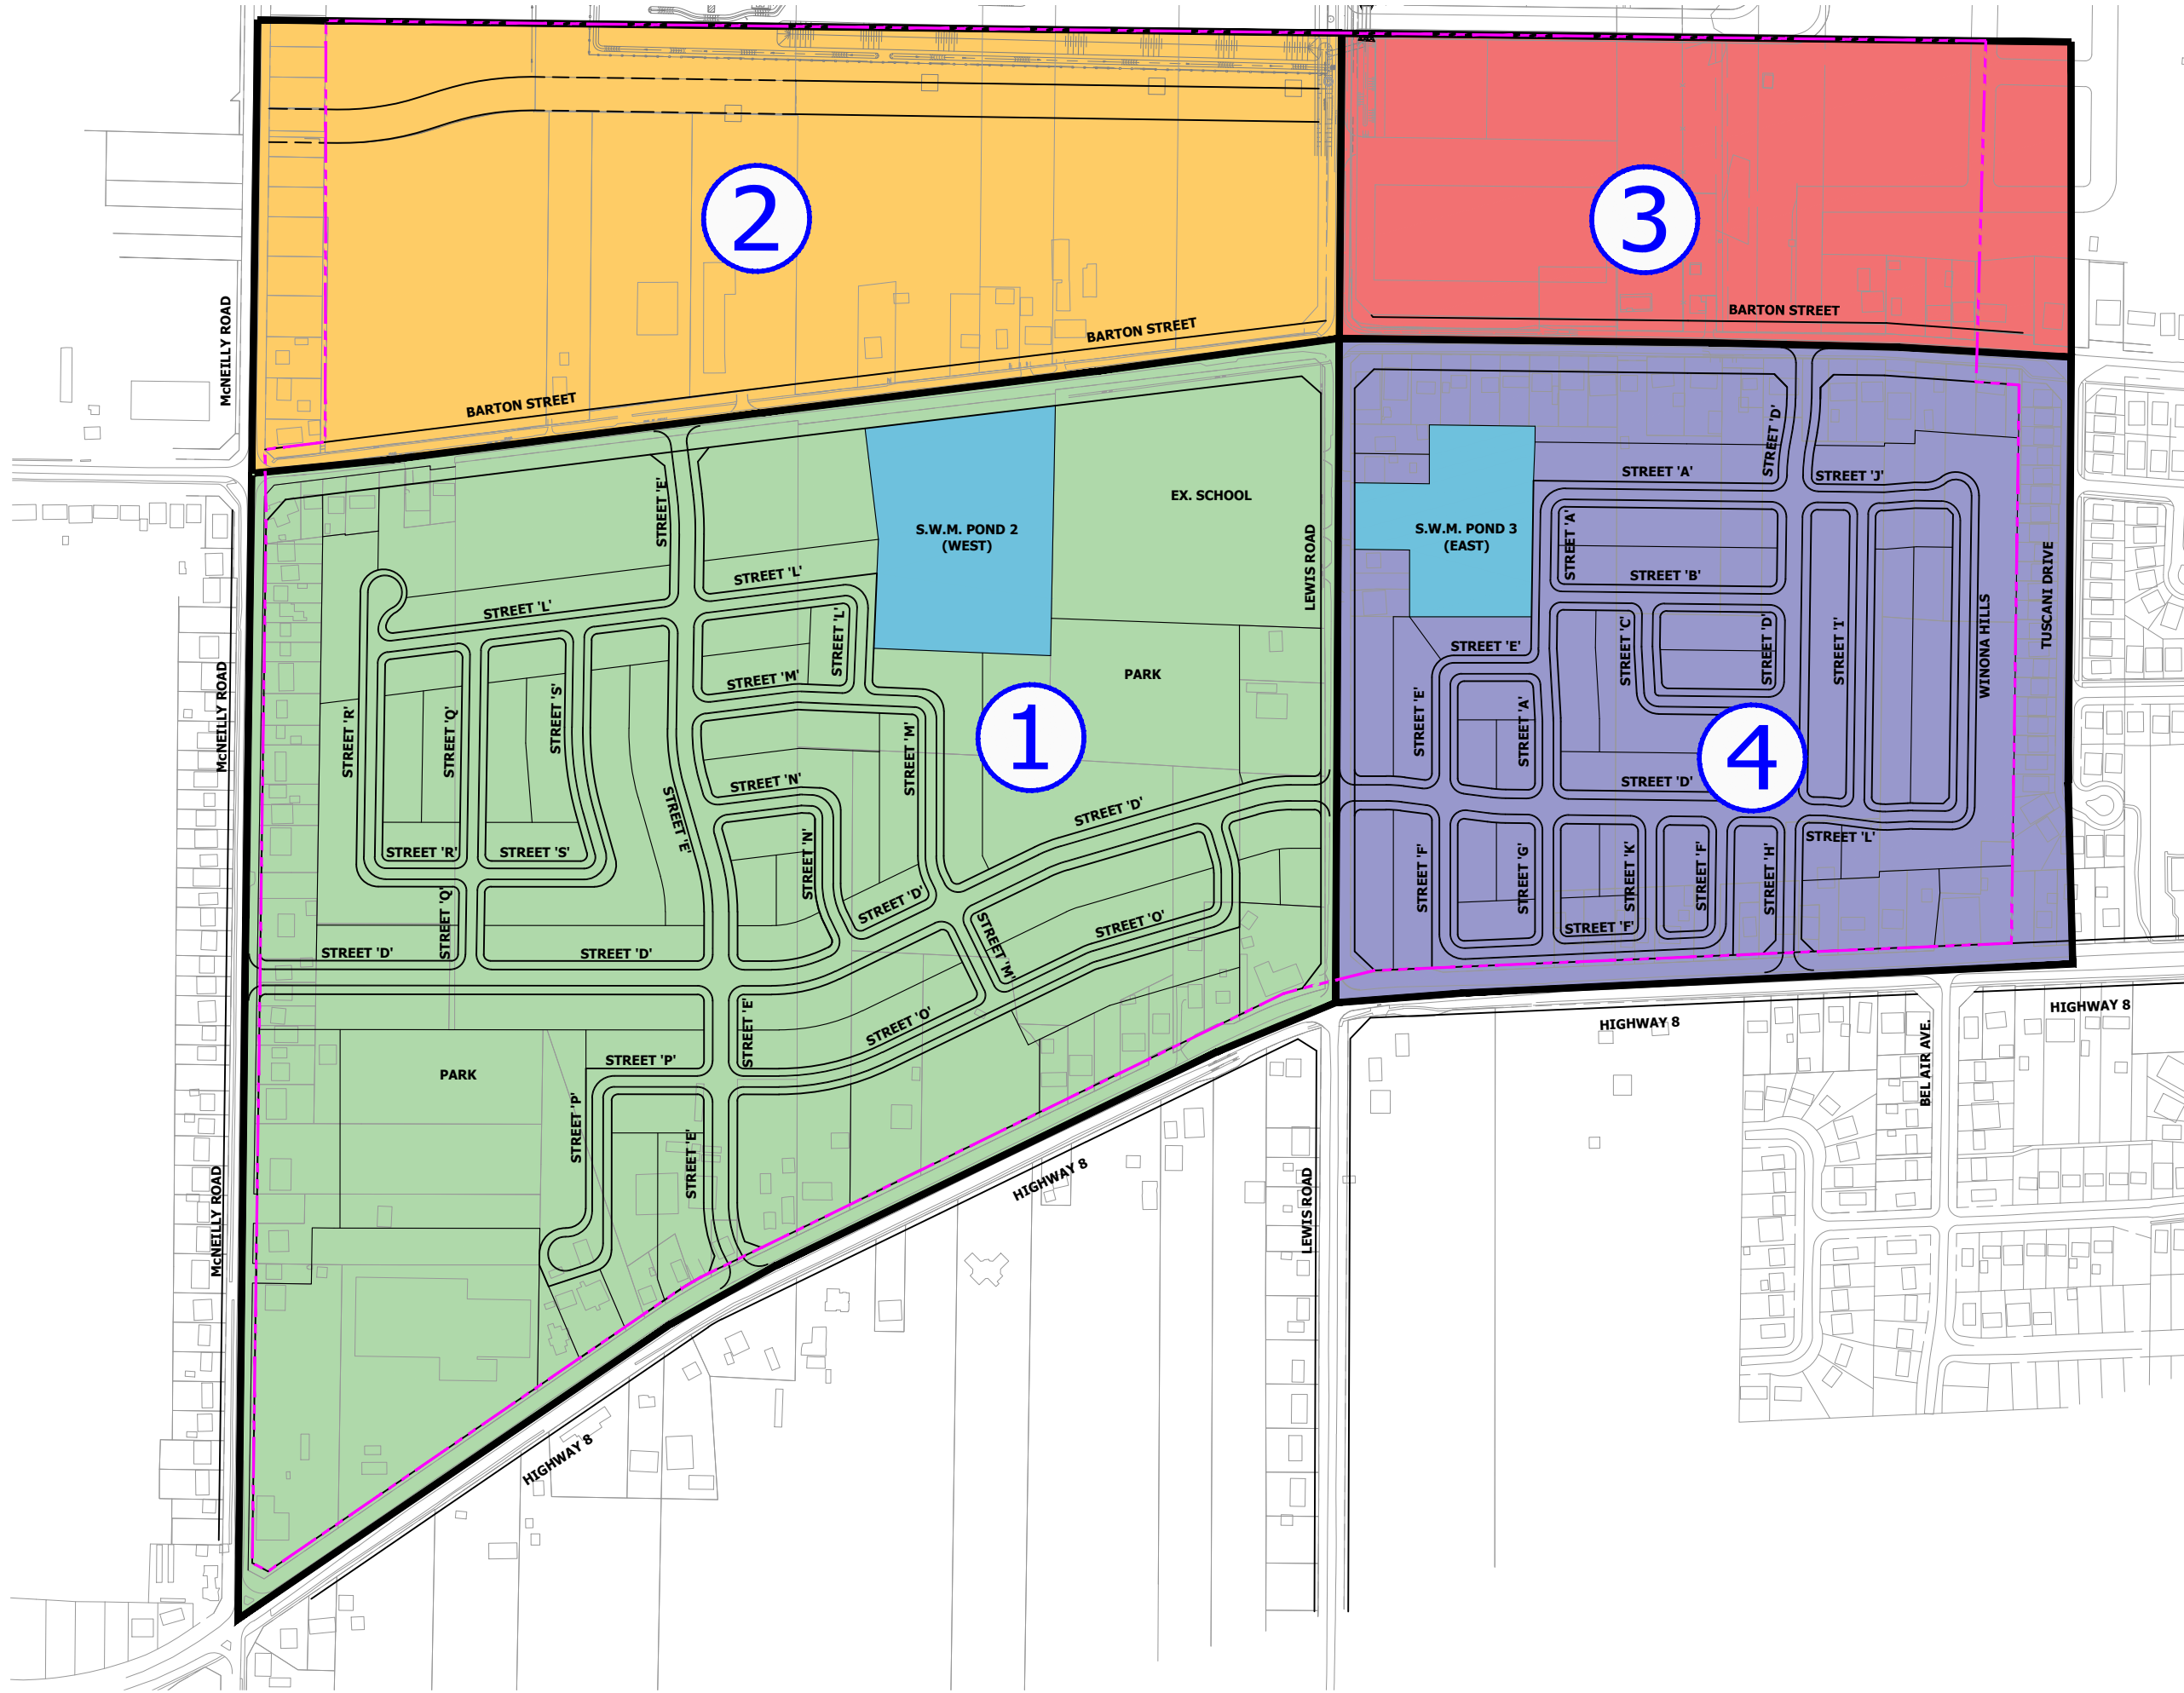 2
3
McNEILLY ROAD
BARTON STREET
BARTON STREET
BARTON STREET
STREET 'E'
S.W.M. POND 2
(WEST)
EX. SCHOOL
LEWIS ROAD
STREET 'L'
STREET 'L'
STREET 'L'
STREET 'M'
PARK
1
McNEILLY ROAD
STREET 'R'
STREET 'Q'
STREET 'S'
STREET 'E'
STREET 'N'
STREET 'M'
STREET 'D'
STREET 'R'
STREET 'S'
STREET 'N'
STREET 'D'
STREET 'M'
STREET 'O'
STREET 'Q'
STREET 'D'
STREET 'D'
STREET 'E'
STREET 'O'
STREET 'P'
PARK
STREET 'P'
STREET 'E'
McNEILLY ROAD
HIGHWAY 8
HIGHWAY 8
LEWIS ROAD
STREET 'D'
STREET 'A'
STREET 'J'
S.W.M. POND 3
(EAST)
STREET 'A'
STREET 'B'
STREET 'E'
STREET 'C'
STREET 'D'
STREET 'I'
WINONA HILLS
TUSCANI DRIVE
STREET 'E'
STREET 'A'
4
STREET 'D'
STREET 'L'
STREET 'F'
STREET 'G'
STREET 'K'
STREET 'F'
STREET 'H'
STREET 'F'
HIGHWAY 8
HIGHWAY 8
BEL AIR AVE.